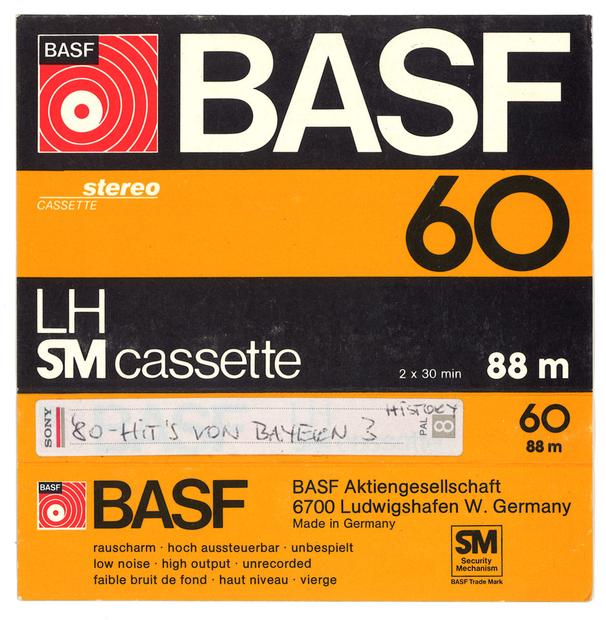 BASF
BASF
stereo
CASSETTE
60
LH
SM cassette
2 x 30 min
88 m
SONY
'80-HIT'S VON BAYERN 3
HISTORY
PAL
8
60
88 m
BASF
BASF
BASF Aktiengesellschaft
6700 Ludwigshafen W. Germany
Made in Germany
rauscharm · hoch aussteuerbar · unbespielt
low noise · high output · unrecorded
faible bruit de fond · haut niveau · vierge
SM
Security
Mechanism
BASF Trade Mark